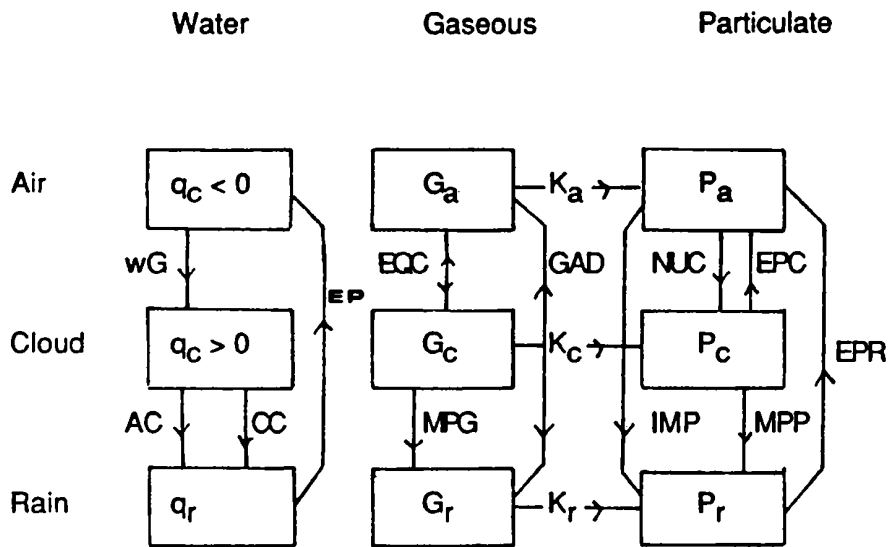 Water Gaseous Particulate
Air q_c < 0 G_a K_a P_a
wG EP EQC GAD NUC EPC
Cloud q_c > 0 G_c K_c P_c EPR
AC CC MPG IMP MPP
Rain q_r G_r K_r P_r